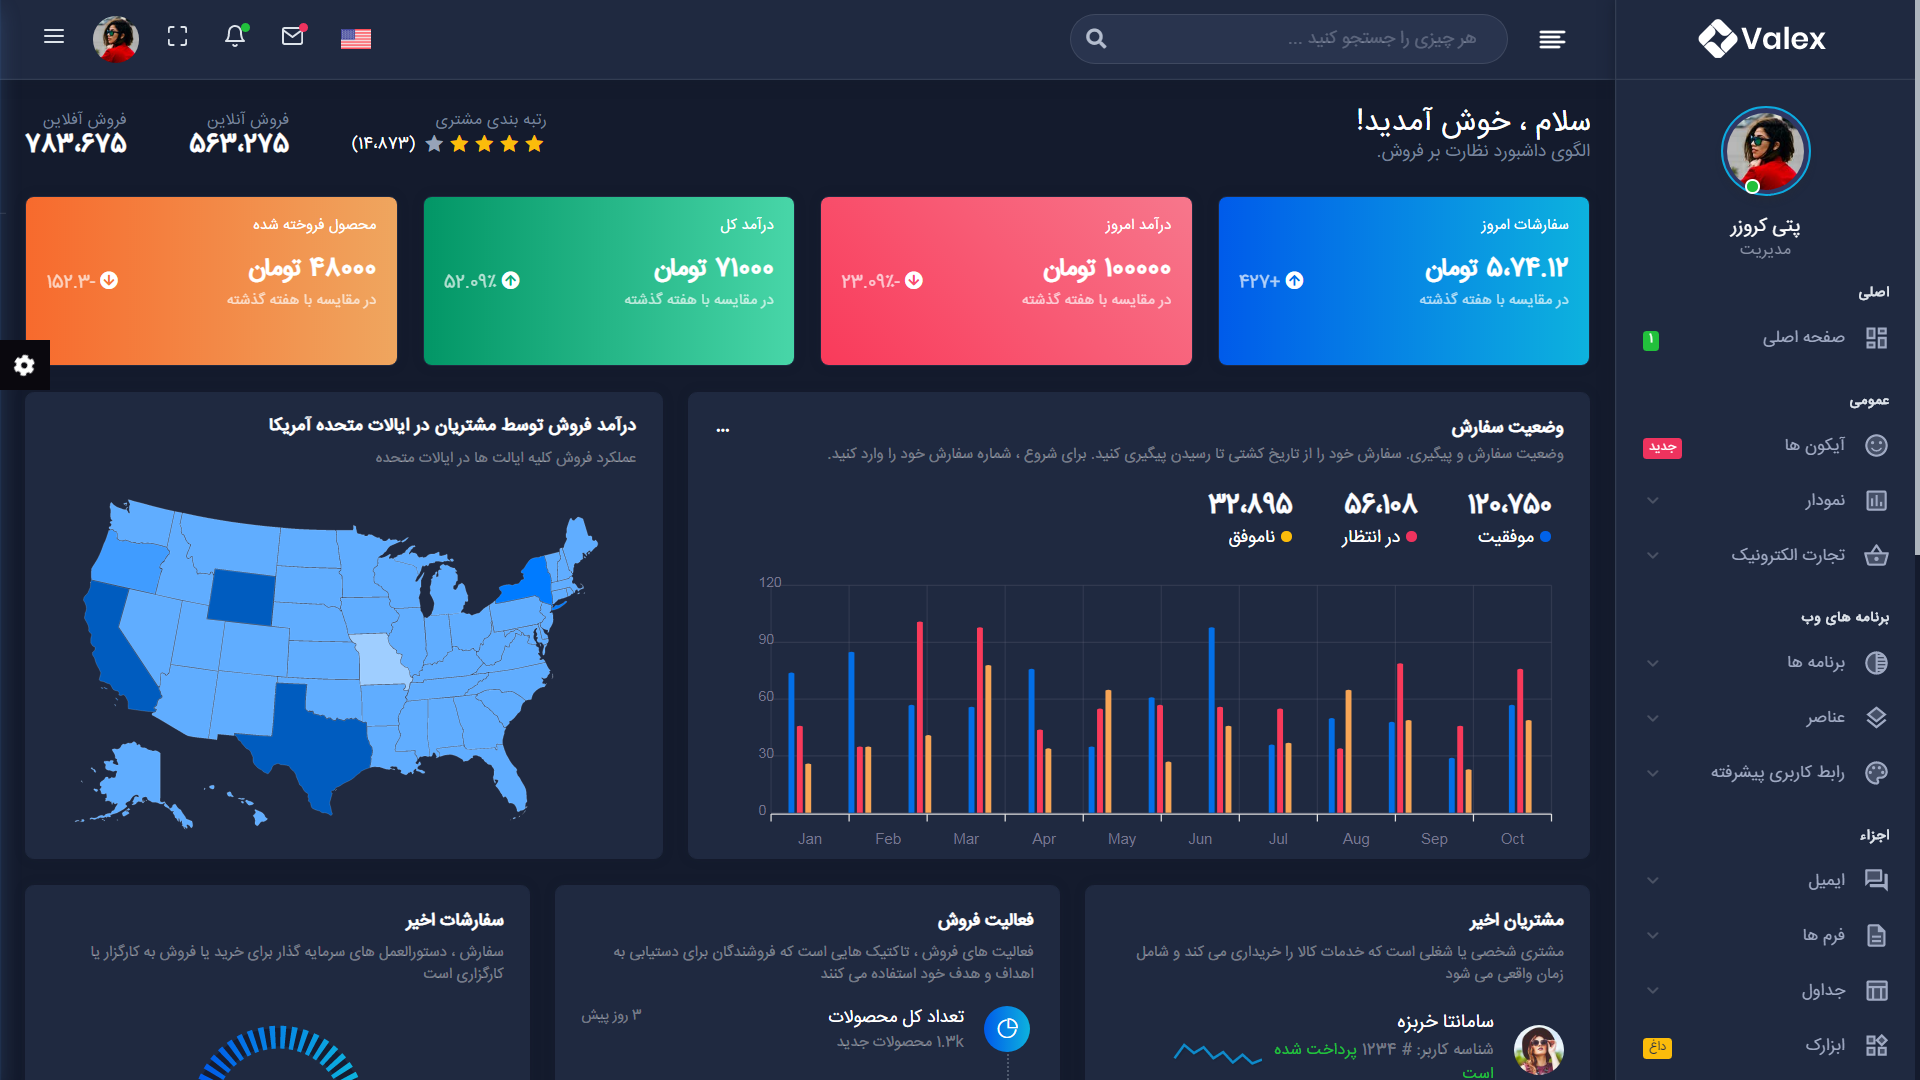 Valex
هر چیزی را جستجو کنید ...
پتی کروزر
مدیریت
اصلی
صفحه اصلی
۱
عمومی
آیکون ها
جدید
نمودار
تجارت الکترونیک
برنامه های وب
برنامه ها
عناصر
رابط کاربری پیشرفته
اجزاء
ایمیل
فرم ها
جداول
ابزارک
داغ
سلام ، خوش آمدید!
الگوی داشبورد نظارت بر فروش.
رتبه بندی مشتری
(۱۴،۸۷۳)
فروش آنلاین
۵۶۳،۲۷۵
فروش آفلاین
۷۸۳،۶۷۵
سفارشات امروز
۵،۷۴.۱۲ تومان
در مقایسه با هفته گذشته
+۴۲۷
درآمد امروز
۱۰۰۰۰۰ تومان
در مقایسه با هفته گذشته
-۲۳.۰۹٪
درآمد کل
۷۱۰۰۰ تومان
در مقایسه با هفته گذشته
۵۲.۰۹٪
محصول فروخته شده
۴۸۰۰۰ تومان
در مقایسه با هفته گذشته
-۱۵۲.۳
وضعیت سفارش
...
وضعیت سفارش و پیگیری. سفارش خود را از تاریخ کشتی تا رسیدن پیگیری کنید. برای شروع ، شماره سفارش خود را وارد کنید.
۱۲۰،۷۵۰
موفقیت
۵۶،۱۰۸
در انتظار
۳۲،۸۹۵
ناموفق
120
90
60
30
0
Jan Feb Mar Apr May Jun Jul Aug Sep Oct
درآمد فروش توسط مشتریان در ایالات متحده آمریکا
عملکرد فروش کلیه ایالت ها در ایالات متحده
مشتریان اخیر
مشتری شخصی یا شغلی است که خدمات کالا را خریداری می کند و شامل
زمان واقعی می شود
سامانتا خربزه
شناسه کاربر: # ۱۲۳۴ پرداخت شده
است
فعالیت فروش
فعالیت های فروش ، تاکتیک هایی است که فروشندگان برای دستیابی به
اهداف و هدف خود استفاده می کنند
تعداد کل محصولات
۳ روز پیش
۱.۳k محصولات جدید
سفارشات اخیر
سفارش ، دستورالعمل های سرمایه گذار برای خرید یا فروش به کارگزار یا
کارگزاری است